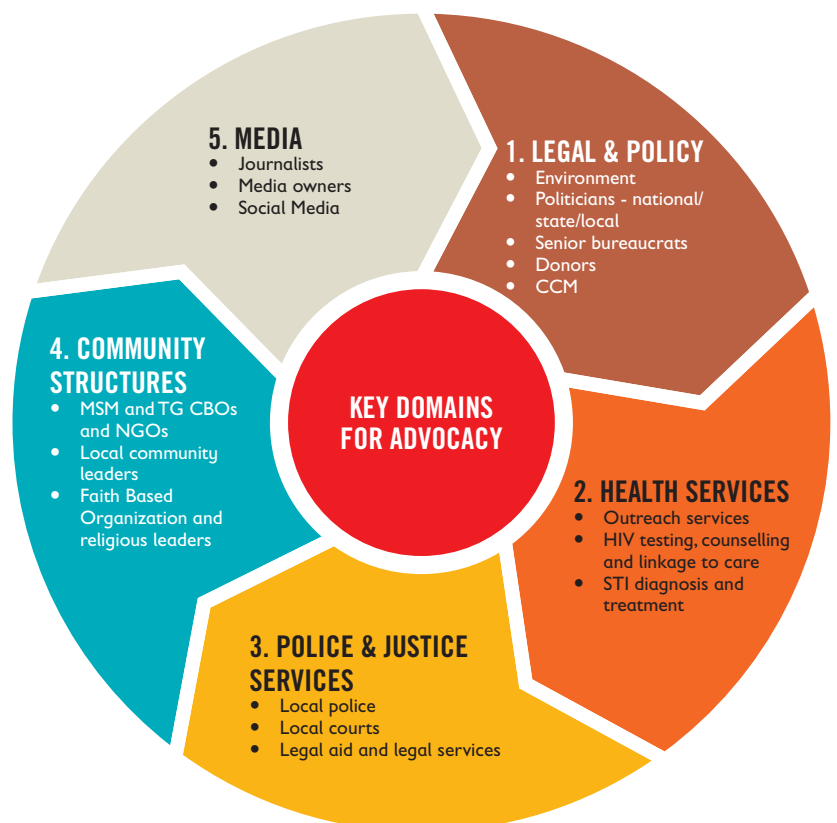 KEY DOMAINS
FOR ADVOCACY
1. LEGAL & POLICY
• Environment
• Politicians - national/
state/local
• Senior bureaucrats
• Donors
• CCM
2. HEALTH SERVICES
• Outreach services
• HIV testing, counselling
and linkage to care
• STI diagnosis and
treatment
3. POLICE & JUSTICE
SERVICES
• Local police
• Local courts
• Legal aid and legal services
4. COMMUNITY
STRUCTURES
• MSM and TG CBOs
and NGOs
• Local community
leaders
• Faith Based
Organization and
religious leaders
5. MEDIA
• Journalists
• Media owners
• Social Media